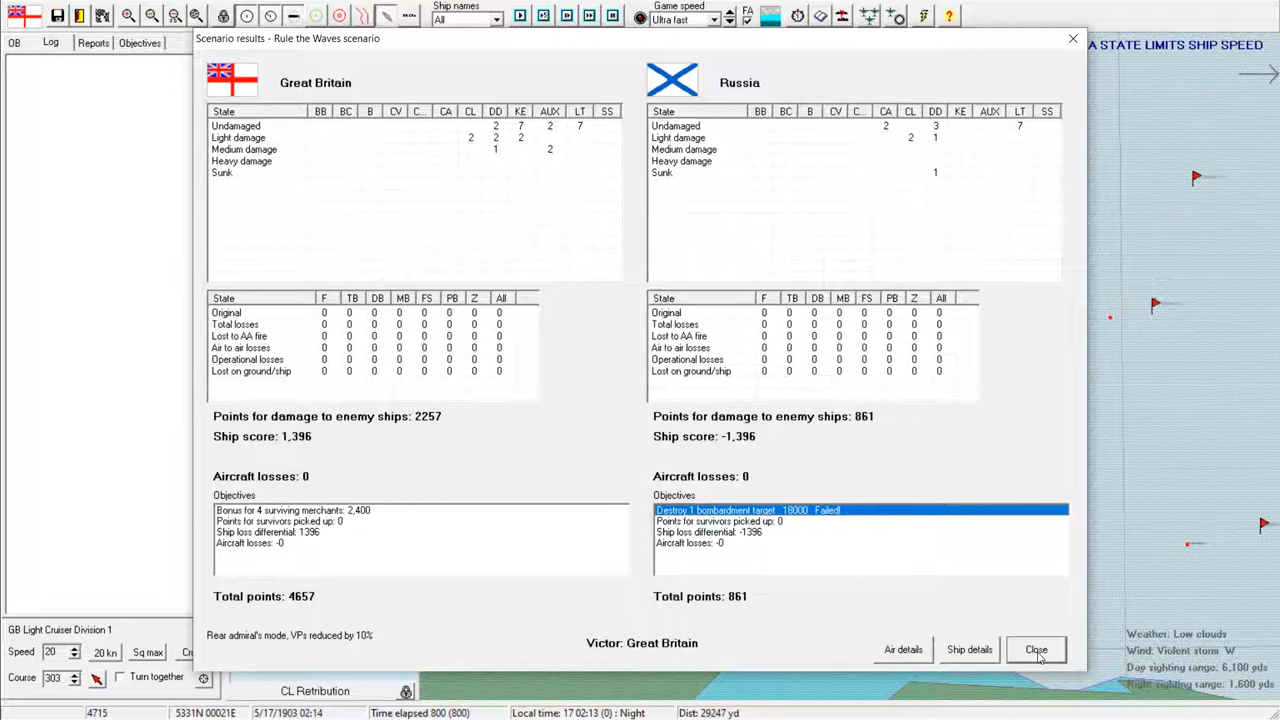 Ship names
All
Game speed
Ultra fast
FA
OB Log Reports Objectives
Scenario results - Rule the Waves scenario
A STATE LIMITS SHIP SPEED
Great Britain
Russia
State BB BC B CV C... CA CL DD KE AUX LT SS
Undamaged 2 7 2 7
Light damage 2 2 2
Medium damage 1 2
Heavy damage
Sunk
State BB BC B CV C... CA CL DD KE AUX LT SS
Undamaged 2 3 7
Light damage 2 1
Medium damage
Heavy damage
Sunk 1
State F TB DB MB FS PB Z All
Original 0 0 0 0 0 0 0 0
Total losses 0 0 0 0 0 0 0 0
Lost to AA fire 0 0 0 0 0 0 0 0
Air to air losses 0 0 0 0 0 0 0 0
Operational losses 0 0 0 0 0 0 0 0
Lost on ground/ship 0 0 0 0 0 0 0 0
State F TB DB MB FS PB Z All
Original 0 0 0 0 0 0 0 0
Total losses 0 0 0 0 0 0 0 0
Lost to AA fire 0 0 0 0 0 0 0 0
Air to air losses 0 0 0 0 0 0 0 0
Operational losses 0 0 0 0 0 0 0 0
Lost on ground/ship 0 0 0 0 0 0 0 0
Points for damage to enemy ships: 2257
Ship score: 1,396
Aircraft losses: 0
Objectives
Bonus for 4 surviving merchants: 2,400
Points for survivors picked up: 0
Ship loss differential: 1396
Aircraft losses: -0
Total points: 4657
Points for damage to enemy ships: 861
Ship score: -1,396
Aircraft losses: 0
Objectives
Destroy 1 bombardment target 18000 Failed!
Points for survivors picked up: 0
Ship loss differential: -1396
Aircraft losses: -0
Total points: 861
Rear admiral's mode, VPs reduced by 10%
Victor: Great Britain
Air details Ship details Close
GB Light Cruiser Division 1
Speed 20 20 kn Sq max
Course 303 Turn together
CL Retribution
Weather: Low clouds
Wind: Violent storm W
Day sighting range: 6,100 yds
Night sighting range: 1,600 yds
4715 5331N 00021E 5/17/1903 02:14 Time elapsed 800 (800) Local time: 17 02:13 (0) : Night Dist: 29247 yd